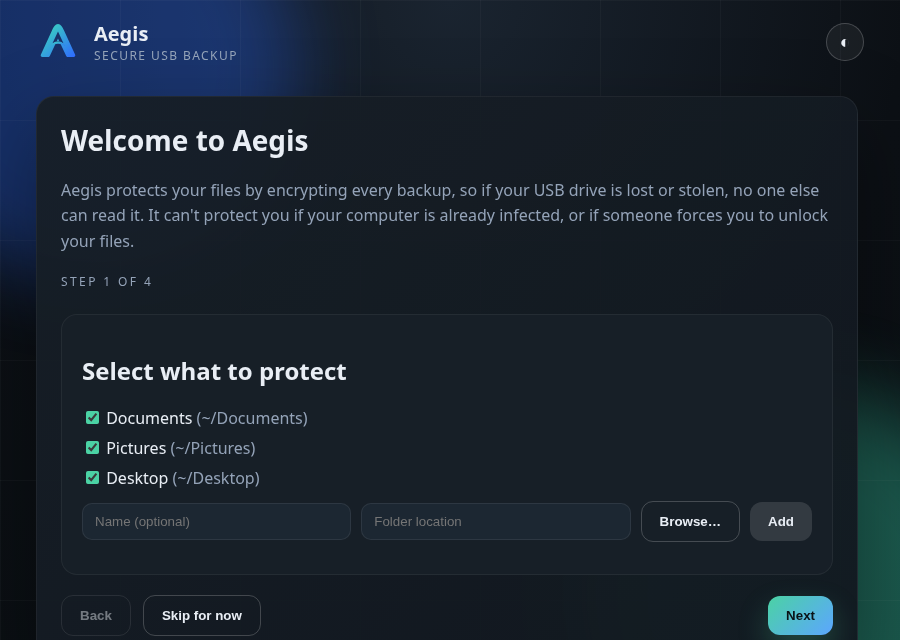 Aegis
SECURE USB BACKUP
Welcome to Aegis
Aegis protects your files by encrypting every backup, so if your USB drive is lost or stolen, no one else
can read it. It can't protect you if your computer is already infected, or if someone forces you to unlock
your files.
STEP 1 OF 4
Select what to protect
Documents (~/Documents)
Pictures (~/Pictures)
Desktop (~/Desktop)
Name (optional) Folder location Browse... Add
Back Skip for now Next